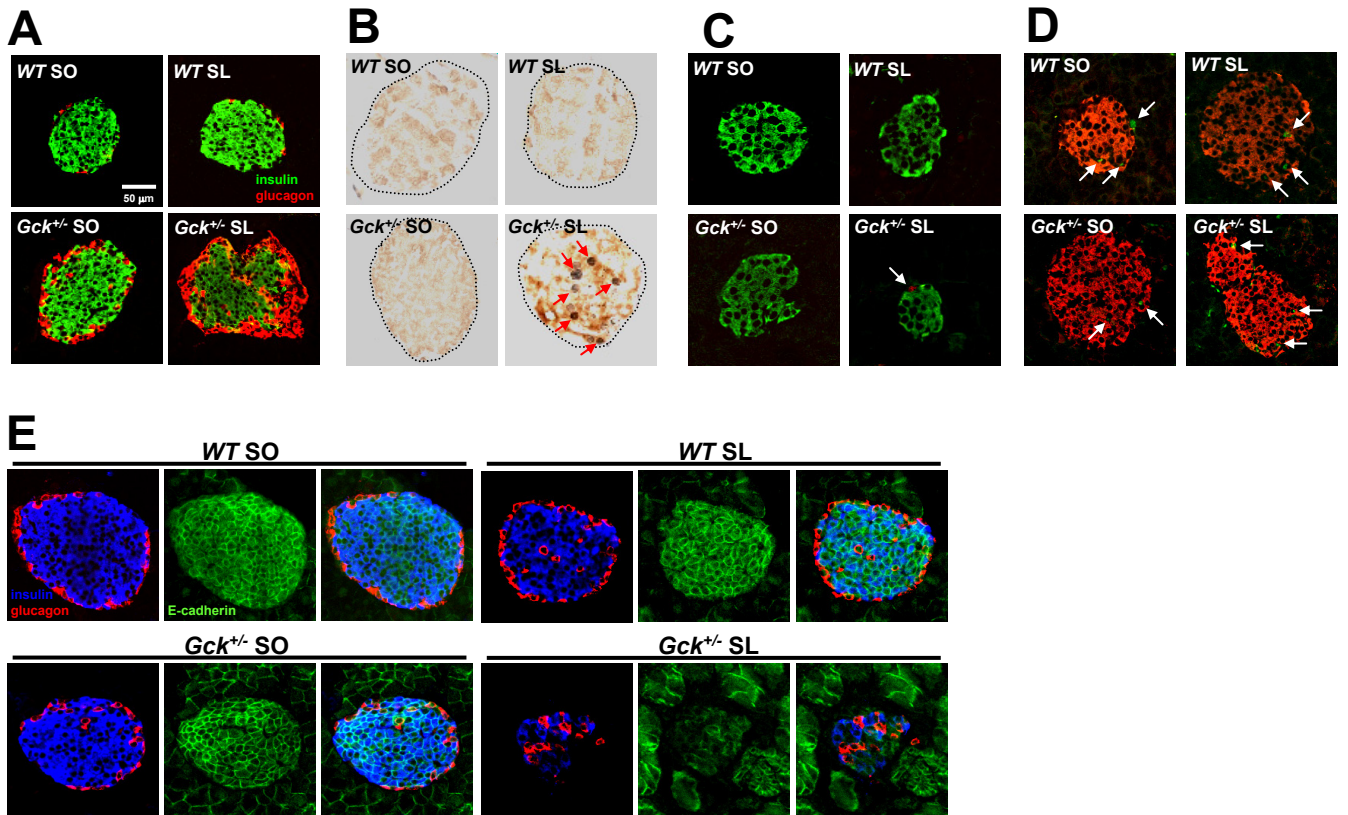 A
B
C
D
WT SO
WT SL
WT SO
WT SL
WT SO
WT SL
WT SO
WT SL
insulin
glucagon
50 µm
Gck+/- SO
Gck+/- SL
Gck+/- SO
Gck+/- SL
Gck+/- SO
Gck+/- SL
Gck+/- SO
Gck+/- SL
E
WT SO
WT SL
insulin
glucagon
E-cadherin
Gck+/- SO
Gck+/- SL